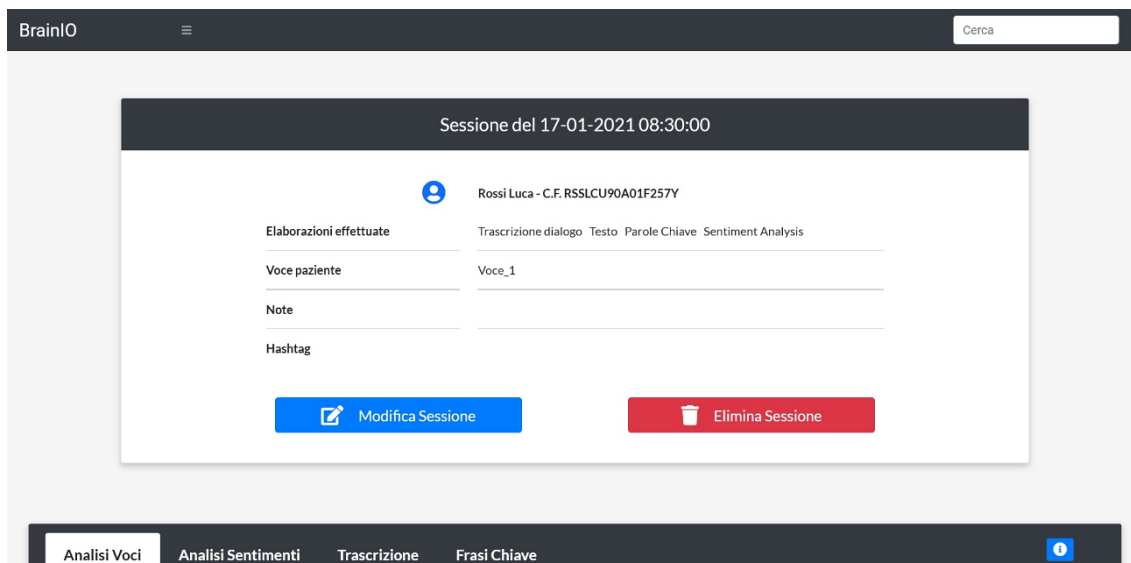 BrainIO Cerca
Sessione del 17-01-2021 08:30:00
Rossi Luca - C.F. RSSLCU90A01F257Y
Elaborazioni effettuate Trascrizione dialogo Testo Parole Chiave Sentiment Analysis
Voce paziente Voce_1
Note
Hashtag
Modifica Sessione Elimina Sessione
Analisi Voci Analisi Sentimenti Trascrizione Frasi Chiave